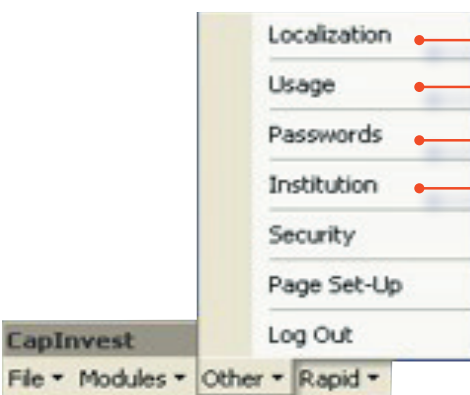 Localization
Usage
Passwords
Institution
Security
Page Set-Up
Log Out
CapInvest
File Modules Other Rapid